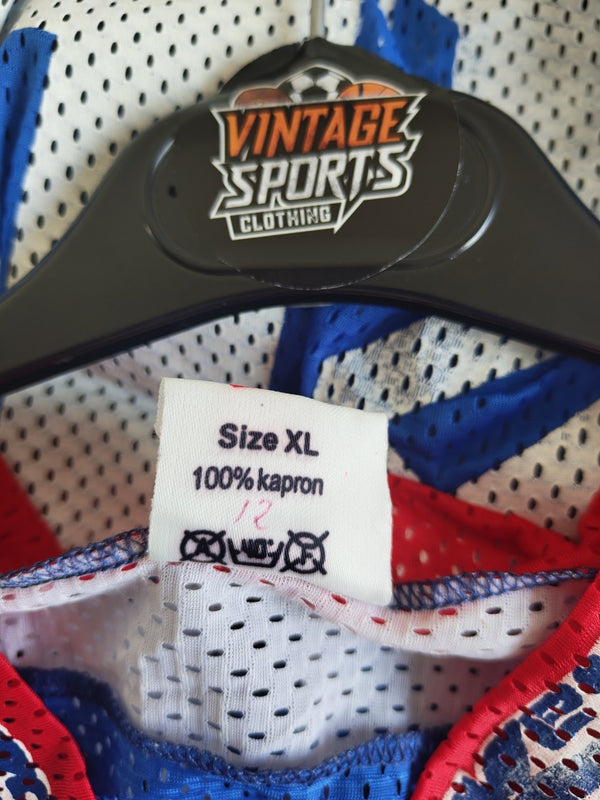 VINTAGE
SPORTS
CLOTHING
Size XL
100% kapron
12
A 40° P